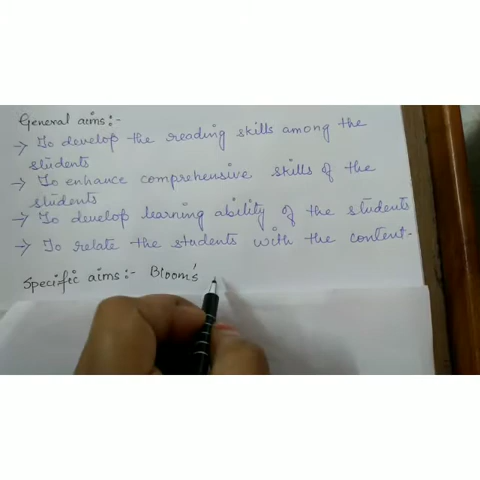 General aims:-
→ To develop the reading skills among the
students
→ To enhance comprehensive skills of the
students
→ To develop learning ability of the students
→ To relate the students with the content-
Specific aims:- Bloom's